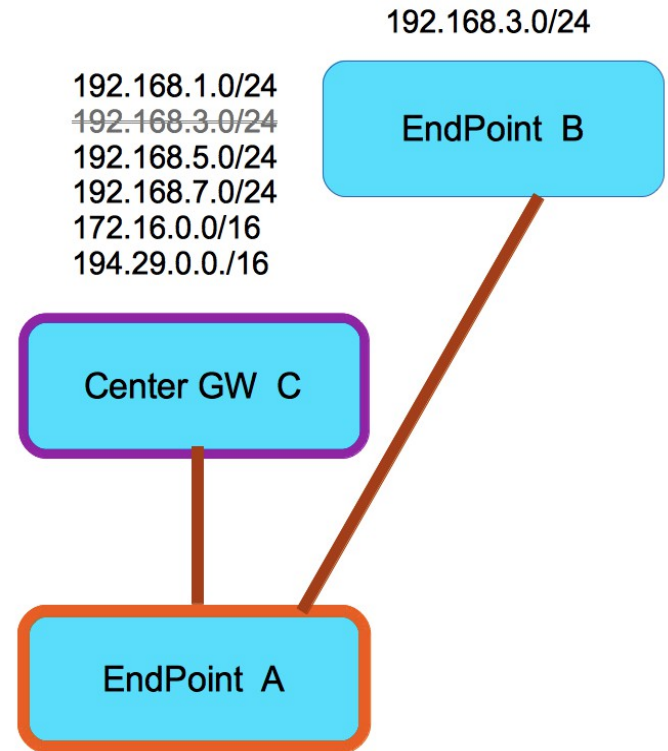 192.168.3.0/24
192.168.1.0/24
192.168.3.0/24
192.168.5.0/24
192.168.7.0/24
172.16.0.0/16
194.29.0.0./16
EndPoint B
Center GW C
EndPoint A